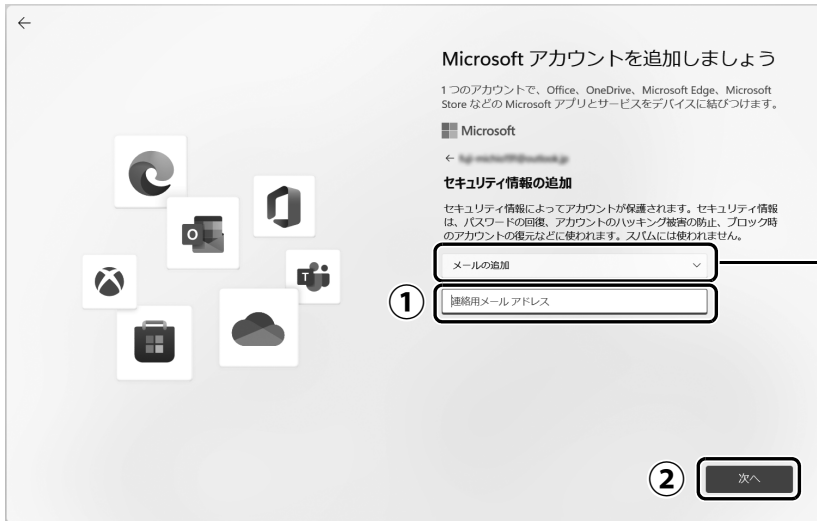 Microsoft アカウントを追加しましょう
1 つのアカウントで、Office、OneDrive、Microsoft Edge、Microsoft
Store などの Microsoft アプリとサービスをデバイスに結びつけます。
Microsoft
セキュリティ情報の追加
セキュリティ情報によってアカウントが保護されます。セキュリティ情報
は、パスワードの回復、アカウントのハッキング被害の防止、ブロック時
のアカウントの復元などに使われます。スパムには使われません。
メールの追加
①
連絡用メール アドレス
②
次へ